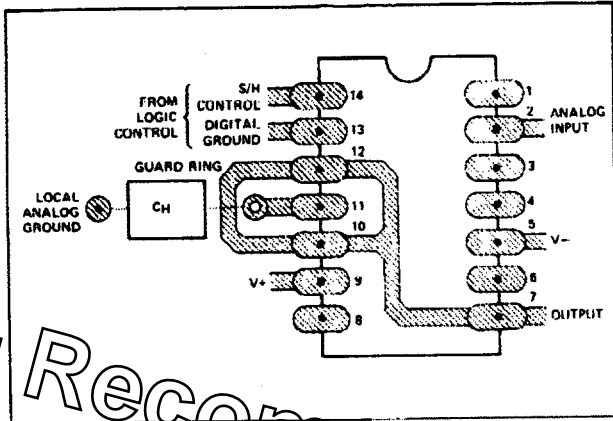 FROM LOGIC CONTROL
S/H CONTROL
DIGITAL GROUND
GUARD RING
LOCAL ANALOG GROUND
CH
V+
14
13
12
11
10
9
8
1
2
3
4
5
6
7
ANALOG INPUT
V−
OUTPUT
Recom